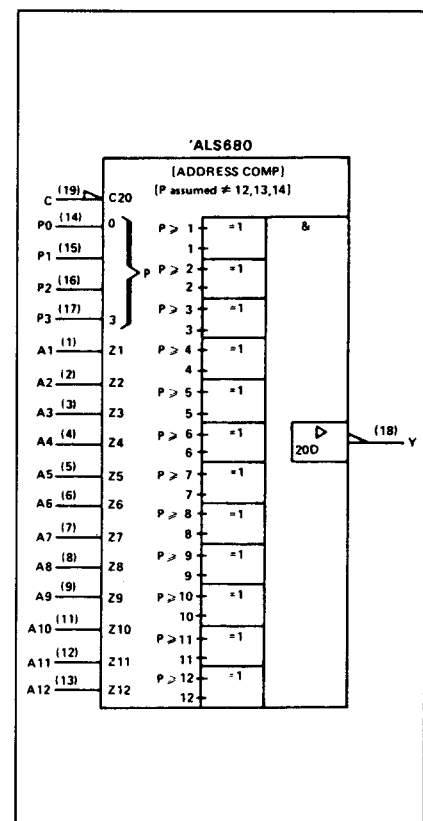 'ALS680
[ADDRESS COMP]
[P assumed ≠ 12,13,14]
C (19) C20
P0 (14) 0
P1 (15)
P2 (16)
P3 (17) 3
P
A1 (1) Z1
A2 (2) Z2
A3 (3) Z3
A4 (4) Z4
A5 (5) Z5
A6 (6) Z6
A7 (7) Z7
A8 (8) Z8
A9 (9) Z9
A10 (11) Z10
A11 (12) Z11
A12 (13) Z12
P ⩾ 1 =1
1
P ⩾ 2 =1
2
P ⩾ 3 =1
3
P ⩾ 4 =1
4
P ⩾ 5 =1
5
P ⩾ 6 =1
6
P ⩾ 7 =1
7
P ⩾ 8 =1
8
P ⩾ 9 =1
9
P ⩾ 10 =1
10
P ⩾ 11 =1
11
P ⩾ 12 =1
12
&
▷
20D
(18) Y